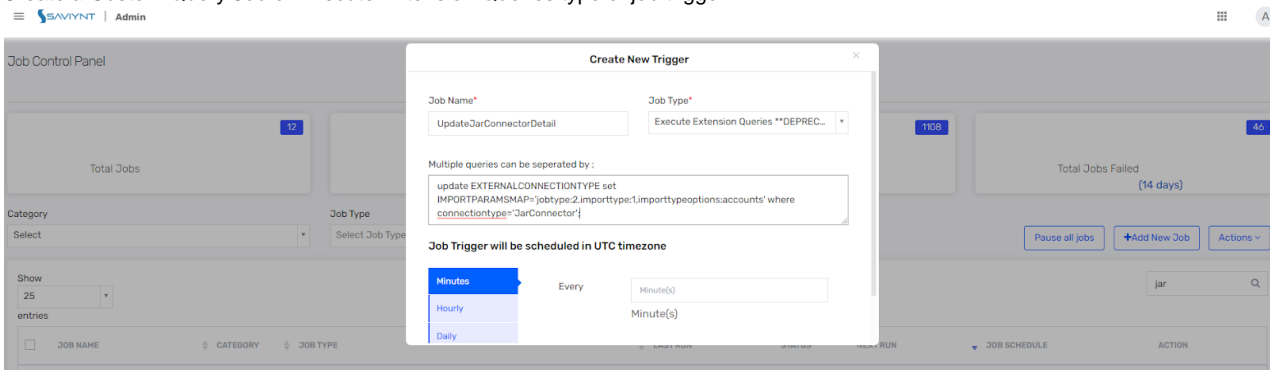 SAVIYNT | Admin
A
Job Control Panel
Create New Trigger
×
Job Name*
Job Type*
UpdateJarConnectorDetail
Execute Extension Queries **DEPREC...
12
1108
46
Total Jobs
Total Jobs Failed
(14 days)
Multiple queries can be seperated by ;
update EXTERNALCONNECTIONTYPE set
IMPORTPARAMSMAP='jobtype:2,importtype:1,importtypeoptions:accounts' where
connectiontype='JarConnector';
Category
Job Type
Select
Select Job Type
Pause all jobs
+Add New Job
Actions
Job Trigger will be scheduled in UTC timezone
Minutes
Every
Minute(s)
Minute(s)
Hourly
Daily
Show
25
entries
jar
JOB NAME
CATEGORY
JOB TYPE
LAST RUN
STATUS
NEXT RUN
JOB SCHEDULE
ACTION